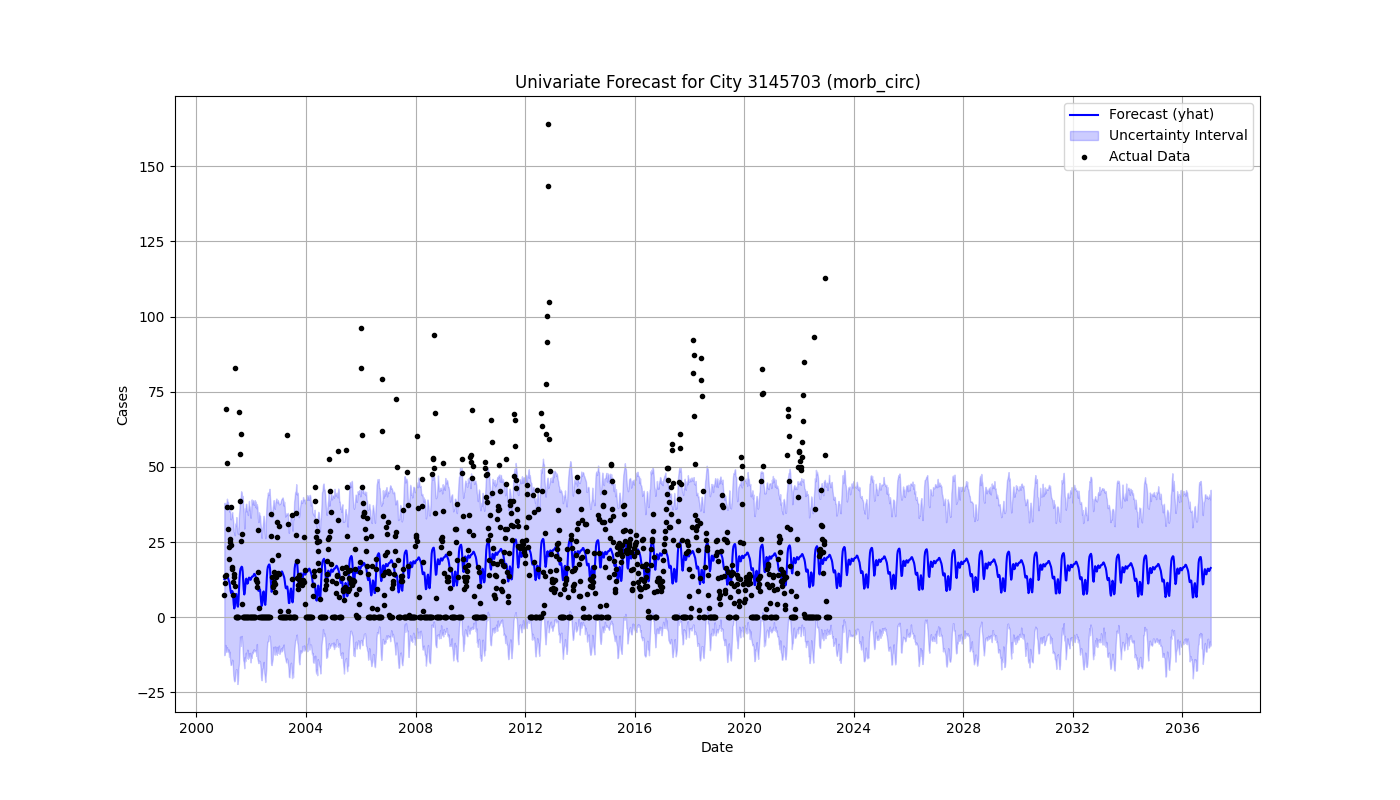 Univariate Forecast for City 3145703 (morb_circ)
Forecast (yhat)
Uncertainty Interval
Actual Data
Cases
150
125
100
75
50
25
0
−25
2000 2004 2008 2012 2016 2020 2024 2028 2032 2036
Date